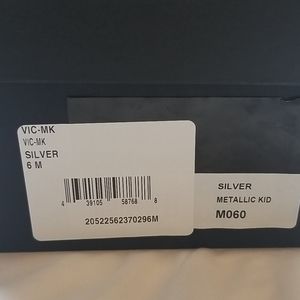 VIC-MK
VIC-MK
SILVER
6 M
4 39105 58768 8
20522562370296M
SILVER
METALLIC KID
M060